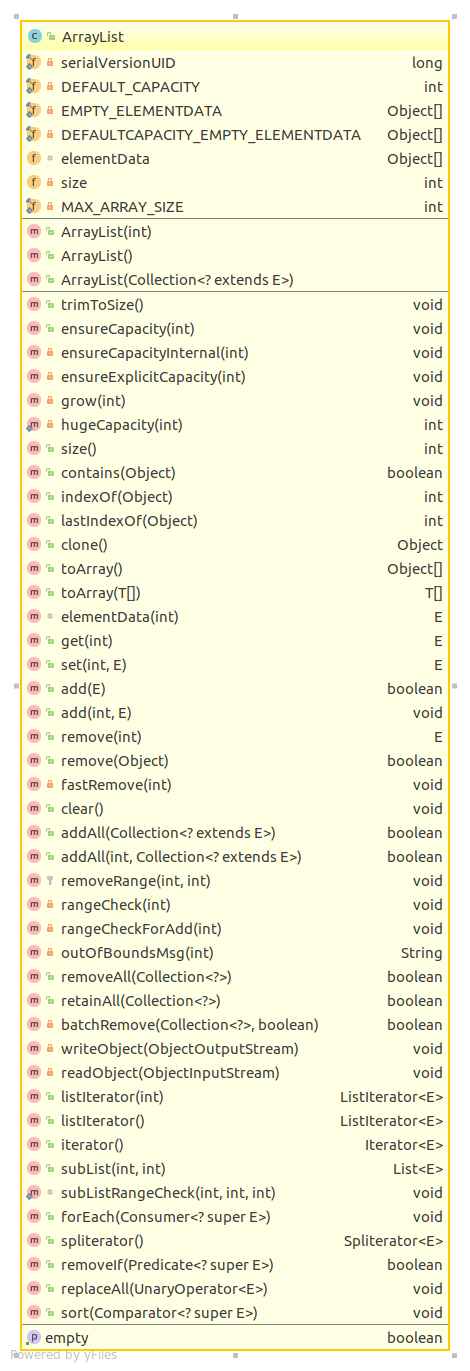 ArrayList
serialVersionUID long
DEFAULT_CAPACITY int
EMPTY_ELEMENTDATA Object[]
DEFAULTCAPACITY_EMPTY_ELEMENTDATA Object[]
elementData Object[]
size int
MAX_ARRAY_SIZE int
ArrayList(int)
ArrayList()
ArrayList(Collection<? extends E>)
trimToSize() void
ensureCapacity(int) void
ensureCapacityInternal(int) void
ensureExplicitCapacity(int) void
grow(int) void
hugeCapacity(int) int
size() int
contains(Object) boolean
indexOf(Object) int
lastIndexOf(Object) int
clone() Object
toArray() Object[]
toArray(T[]) T[]
elementData(int) E
get(int) E
set(int, E) E
add(E) boolean
add(int, E) void
remove(int) E
remove(Object) boolean
fastRemove(int) void
clear() void
addAll(Collection<? extends E>) boolean
addAll(int, Collection<? extends E>) boolean
removeRange(int, int) void
rangeCheck(int) void
rangeCheckForAdd(int) void
outOfBoundsMsg(int) String
removeAll(Collection<?>) boolean
retainAll(Collection<?>) boolean
batchRemove(Collection<?>, boolean) boolean
writeObject(ObjectOutputStream) void
readObject(ObjectInputStream) void
listIterator(int) ListIterator<E>
listIterator() ListIterator<E>
iterator() Iterator<E>
subList(int, int) List<E>
subListRangeCheck(int, int, int) void
forEach(Consumer<? super E>) void
spliterator() Spliterator<E>
removeIf(Predicate<? super E>) boolean
replaceAll(UnaryOperator<E>) void
sort(Comparator<? super E>) void
empty boolean
Powered by yFiles